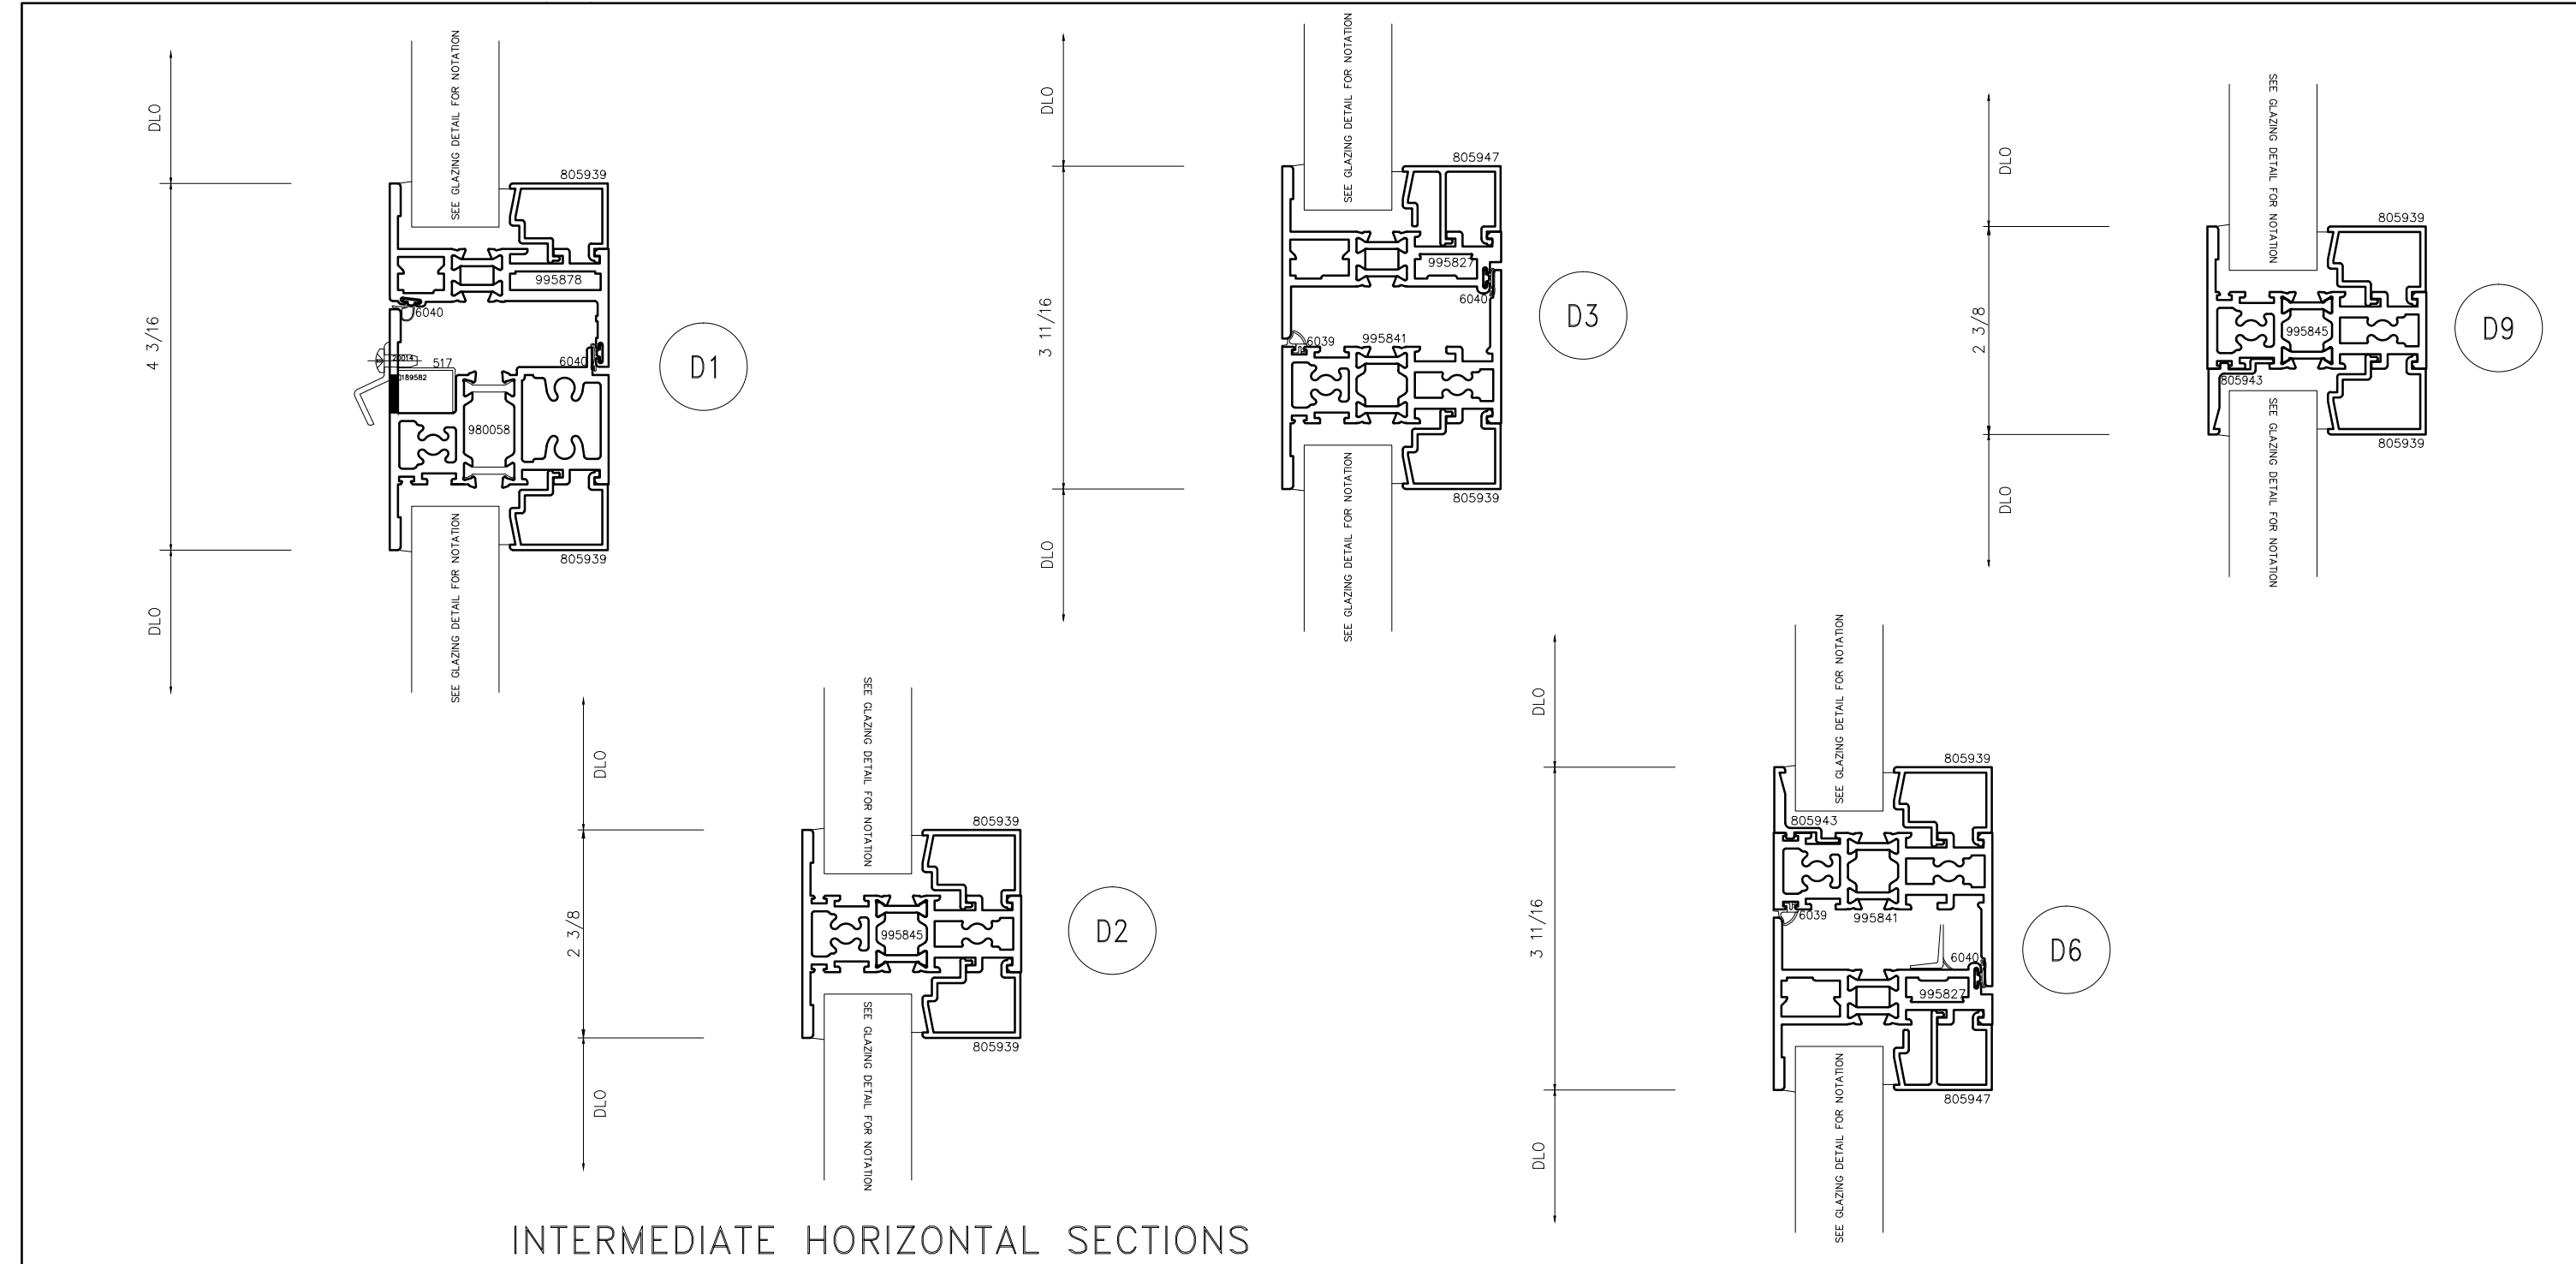 DLO
4 3/16
DLO
SEE GLAZING DETAIL FOR NOTATION
805939
995878
6040
20014
517
6040
189582
980058
805939
SEE GLAZING DETAIL FOR NOTATION
D1
DLO
3 11/16
DLO
SEE GLAZING DETAIL FOR NOTATION
805947
995827
6040
6039
995841
805939
SEE GLAZING DETAIL FOR NOTATION
D3
DLO
2 3/8
DLO
SEE GLAZING DETAIL FOR NOTATION
805939
995845
805943
805939
SEE GLAZING DETAIL FOR NOTATION
D9
DLO
2 3/8
DLO
SEE GLAZING DETAIL FOR NOTATION
805939
995845
805939
SEE GLAZING DETAIL FOR NOTATION
D2
DLO
3 11/16
DLO
SEE GLAZING DETAIL FOR NOTATION
805939
805943
6039
995841
6040
995827
805947
SEE GLAZING DETAIL FOR NOTATION
D6
INTERMEDIATE HORIZONTAL SECTIONS